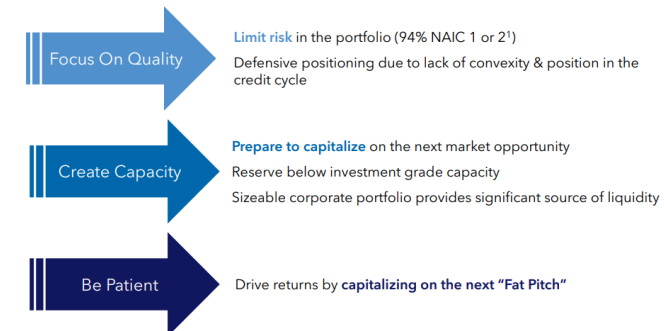 Focus On Quality
Limit risk in the portfolio (94% NAIC 1 or 2¹)
Defensive positioning due to lack of convexity & position in the
credit cycle
Create Capacity
Prepare to capitalize on the next market opportunity
Reserve below investment grade capacity
Sizeable corporate portfolio provides significant source of liquidity
Be Patient
Drive returns by capitalizing on the next “Fat Pitch”